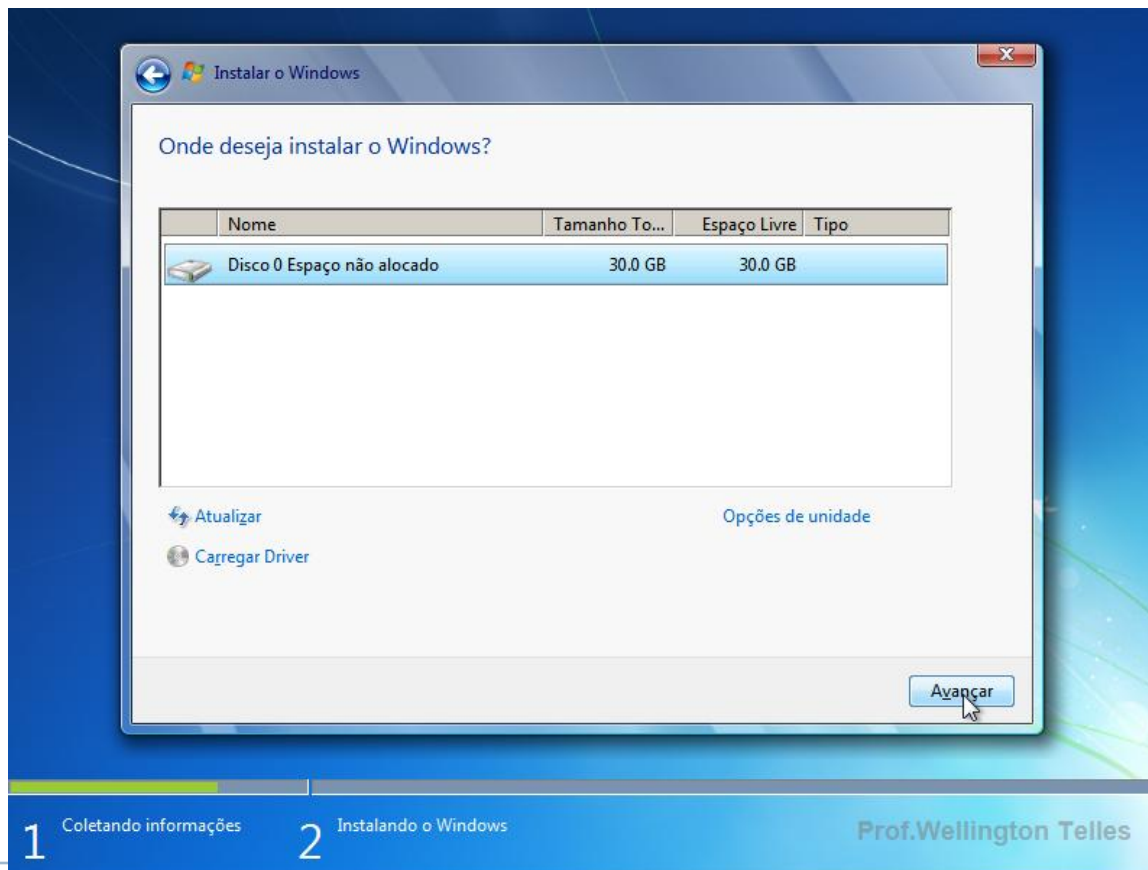 Instalar o Windows
Onde deseja instalar o Windows?
Nome Tamanho To... Espaço Livre Tipo
Disco 0 Espaço não alocado 30.0 GB 30.0 GB
Atualizar Opções de unidade
Carregar Driver
Avançar
1 Coletando informações 2 Instalando o Windows Prof.Wellington Telles